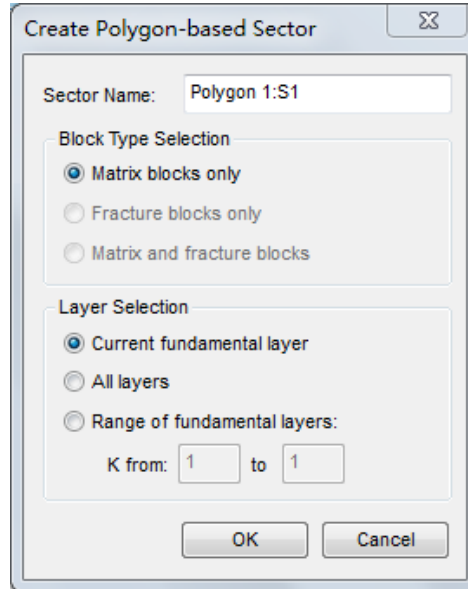 Create Polygon-based Sector
Sector Name: Polygon 1:S1
Block Type Selection
Matrix blocks only
Fracture blocks only
Matrix and fracture blocks
Layer Selection
Current fundamental layer
All layers
Range of fundamental layers:
K from: 1 to 1
OK Cancel